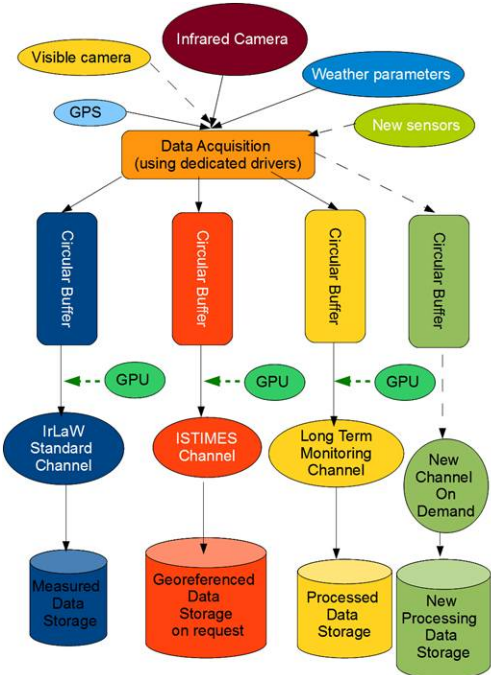 Infrared Camera
Visible camera
Weather parameters
GPS
New sensors
Data Acquisition
(using dedicated drivers)
Circular Buffer
Circular Buffer
Circular Buffer
Circular Buffer
GPU
GPU
GPU
IrLaW
Standard
Channel
ISTIMES
Channel
Long Term
Monitoring
Channel
New
Channel
On
Demand
Measured
Data
Storage
Georeferenced
Data
Storage
on request
Processed
Data
Storage
New
Processing
Data
Storage